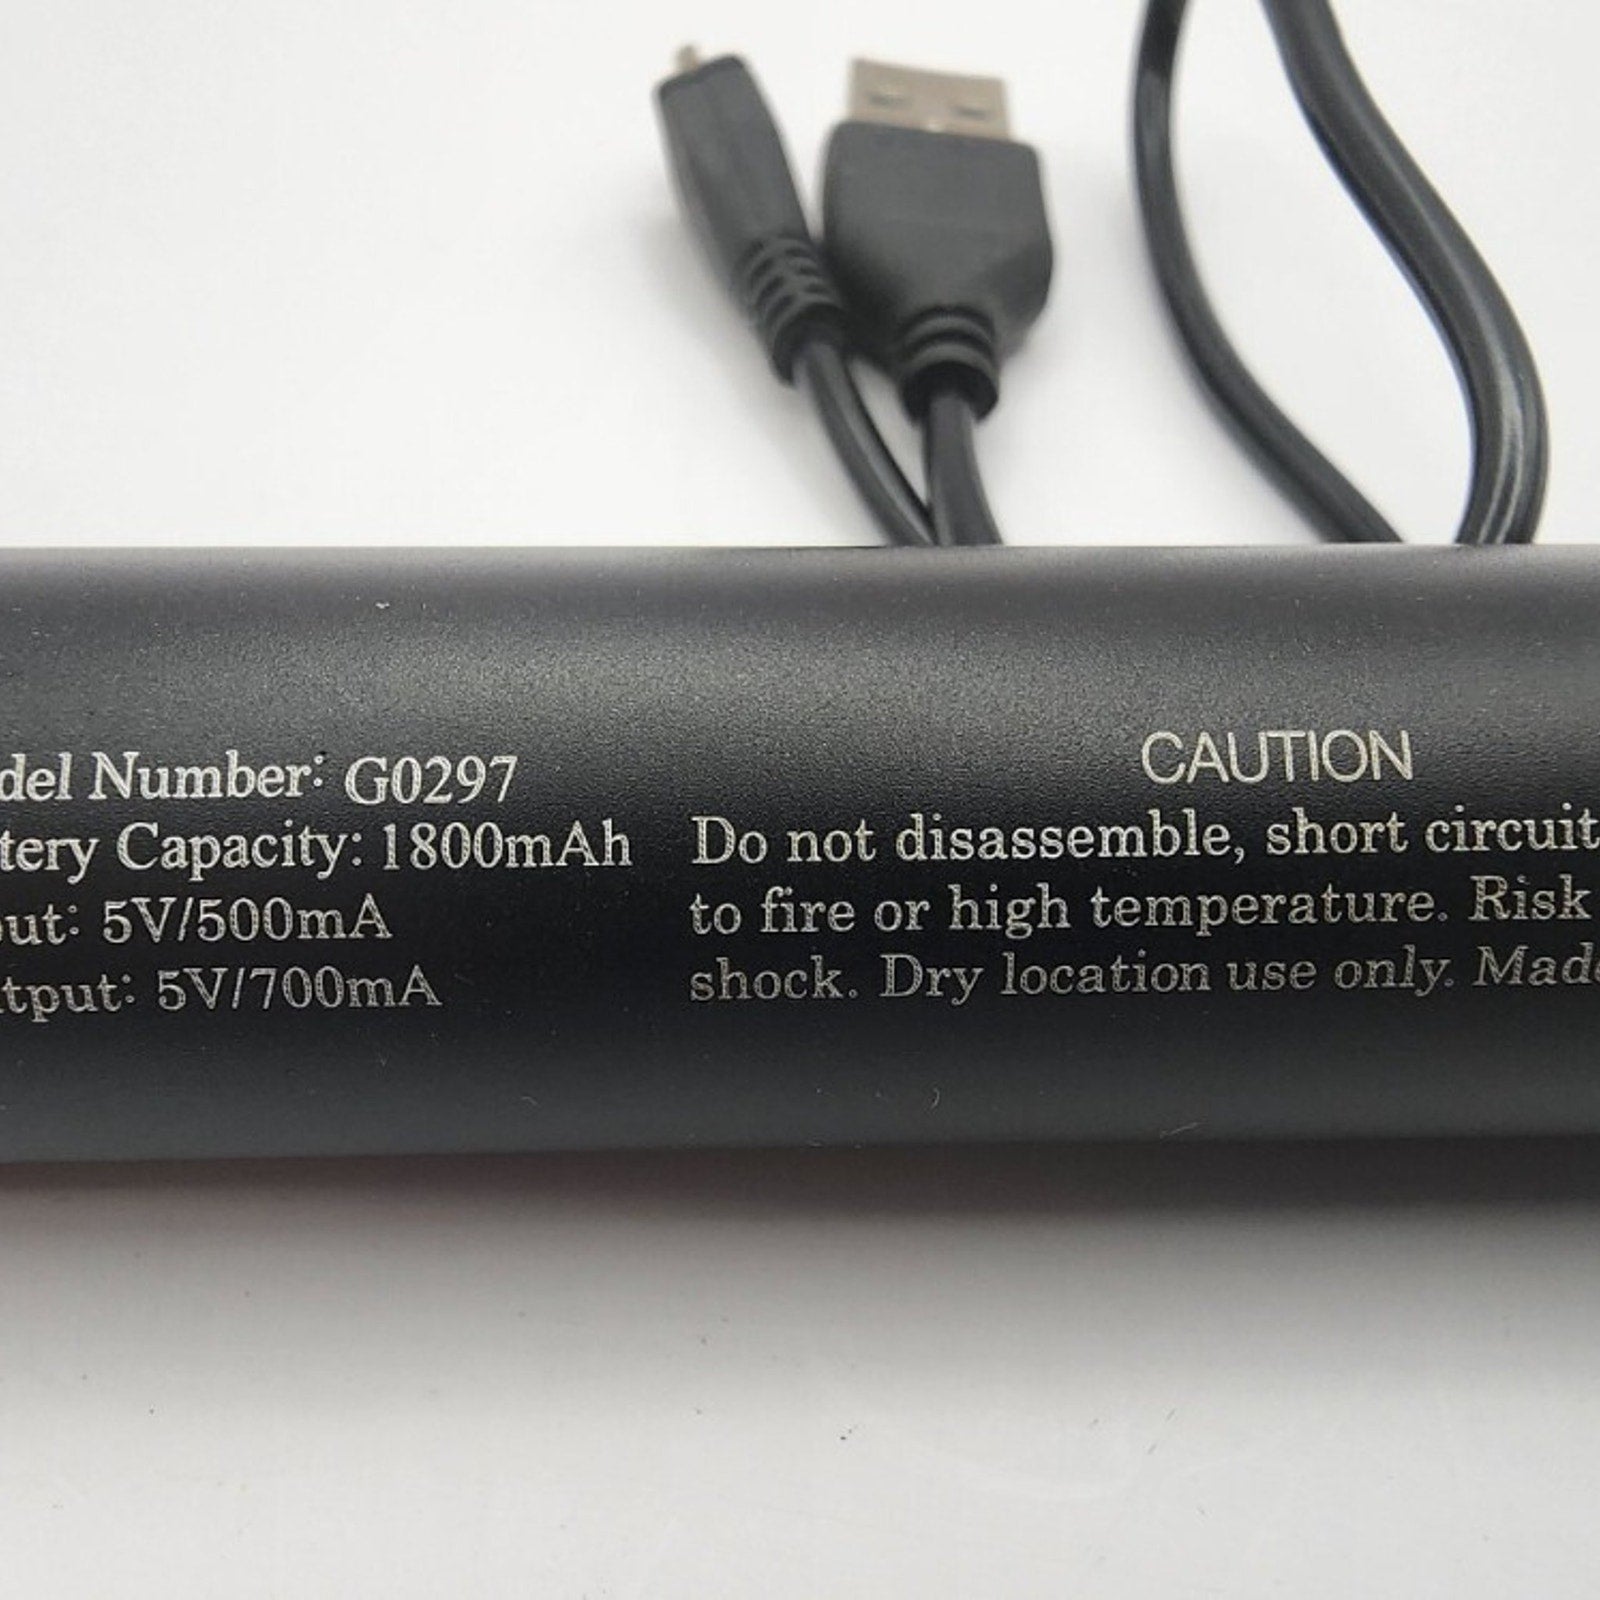 del Number: G0297
tery Capacity: 1800mAh
put: 5V/500mA
tput: 5V/700mA
CAUTION
Do not disassemble, short circuit
to fire or high temperature. Risk
shock. Dry location use only. Made